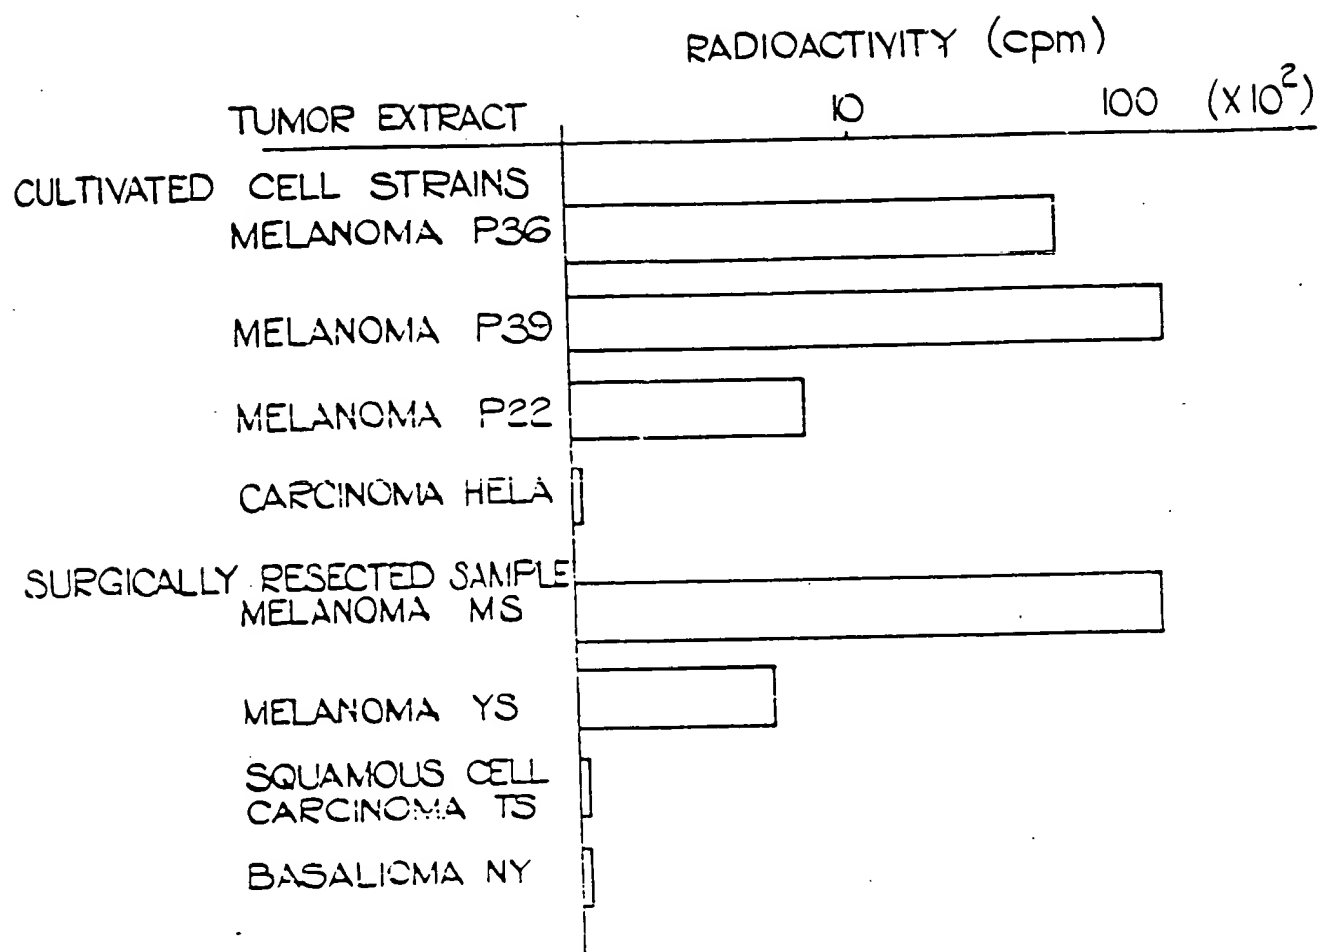 RADIOACTIVITY (cpm)
TUMOR EXTRACT 10 100 (X10²)
CULTIVATED CELL STRAINS
MELANOMA P36
MELANOMA P39
MELANOMA P22
CARCINOMA HELA
SURGICALLY RESECTED SAMPLE
MELANOMA MS
MELANOMA YS
SQUAMOUS CELL
CARCINOMA TS
BASALIOMA NY